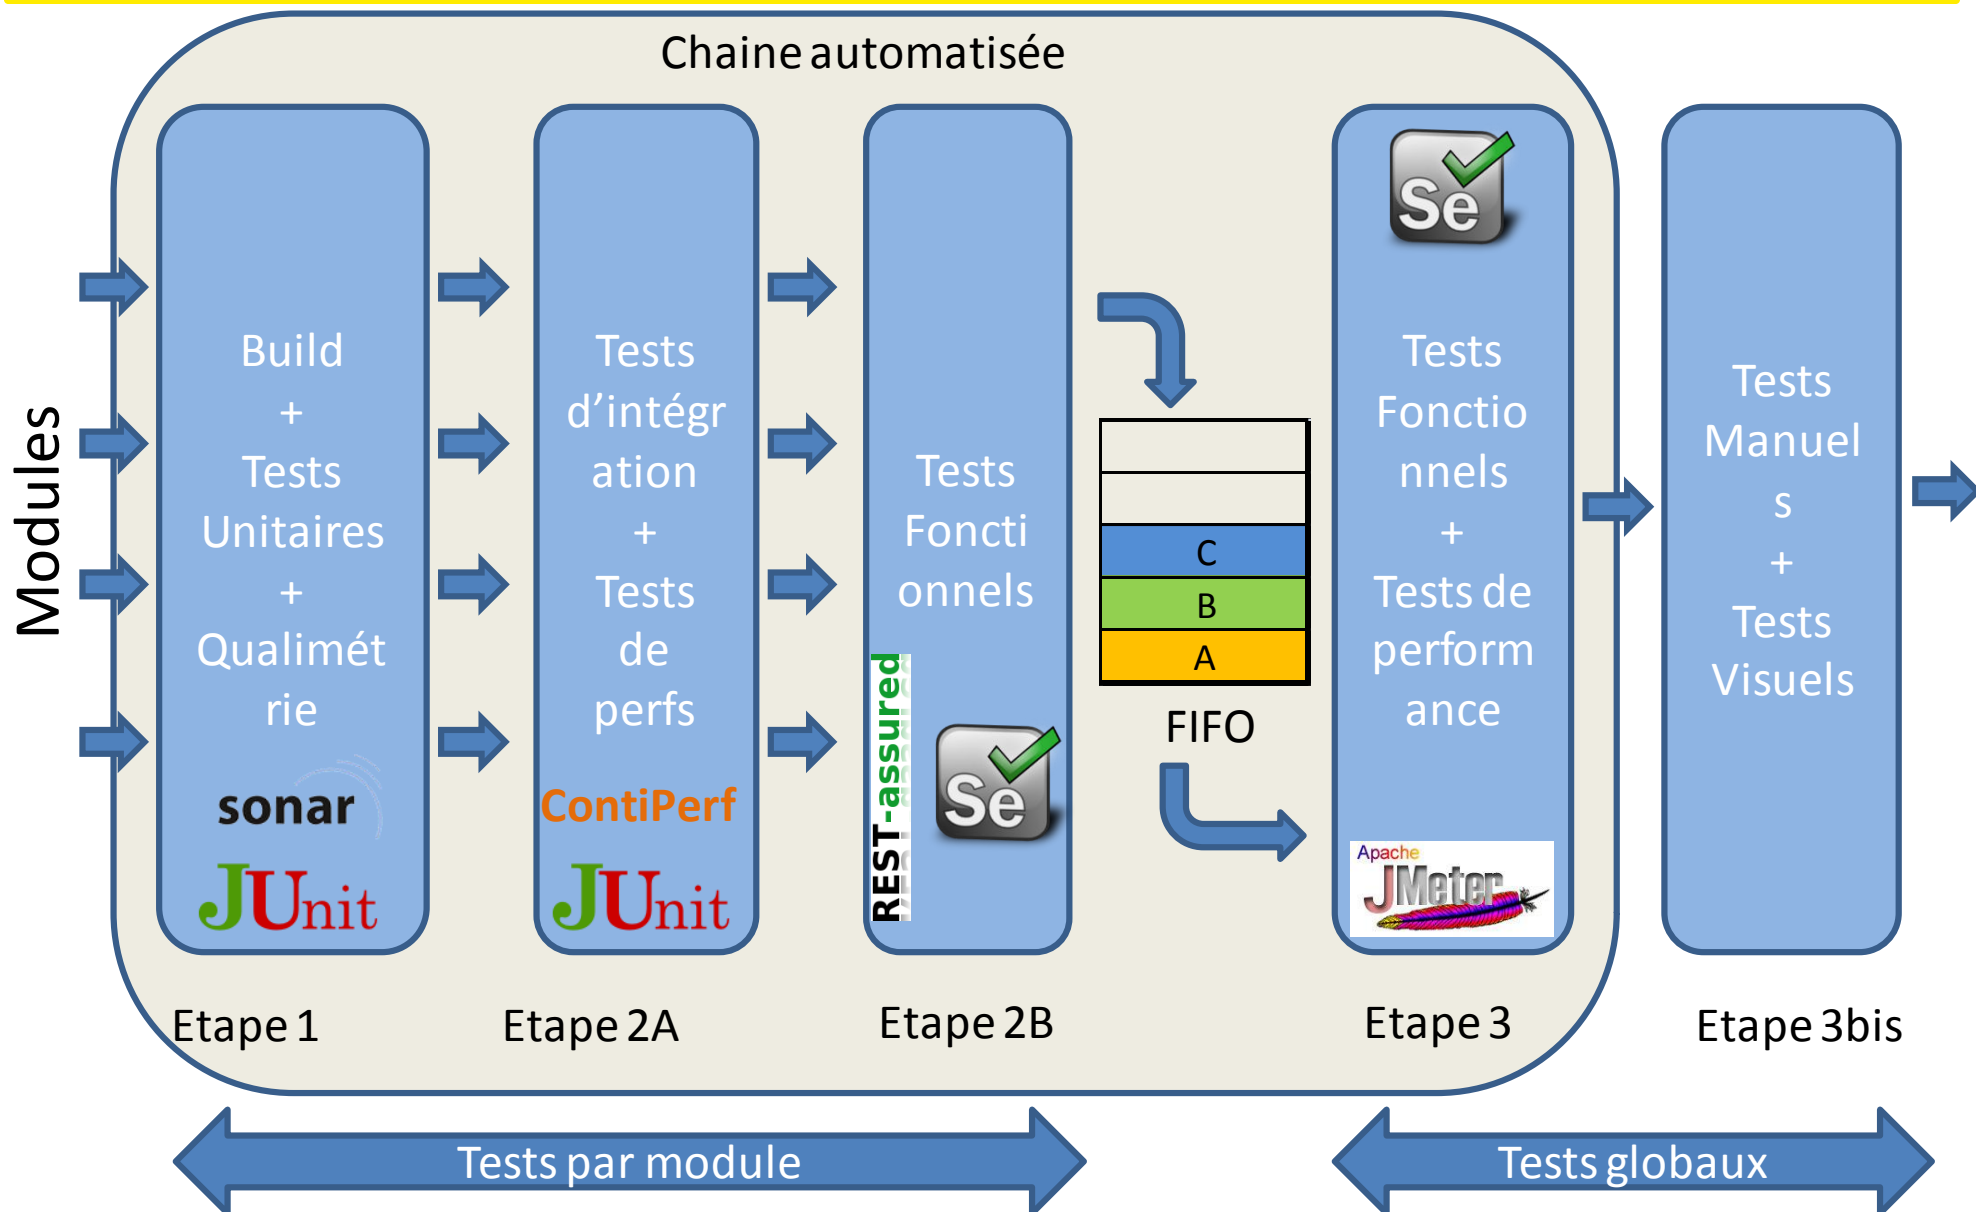 Chaine automatisée
Modules
Build
+
Tests
Unitaires
+
Qualimét
rie
sonar
JUnit
Tests
d'intégr
ation
+
Tests
de
perfs
ContiPerf
JUnit
Tests
Foncti
onnels
REST-assured
Se
C
B
A
FIFO
Se
Tests
Fonctio
nnels
+
Tests de
perform
ance
Apache
JMeter
Tests
Manuel
s
+
Tests
Visuels
Etape 1
Etape 2A
Etape 2B
Etape 3
Etape 3bis
Tests par module
Tests globaux